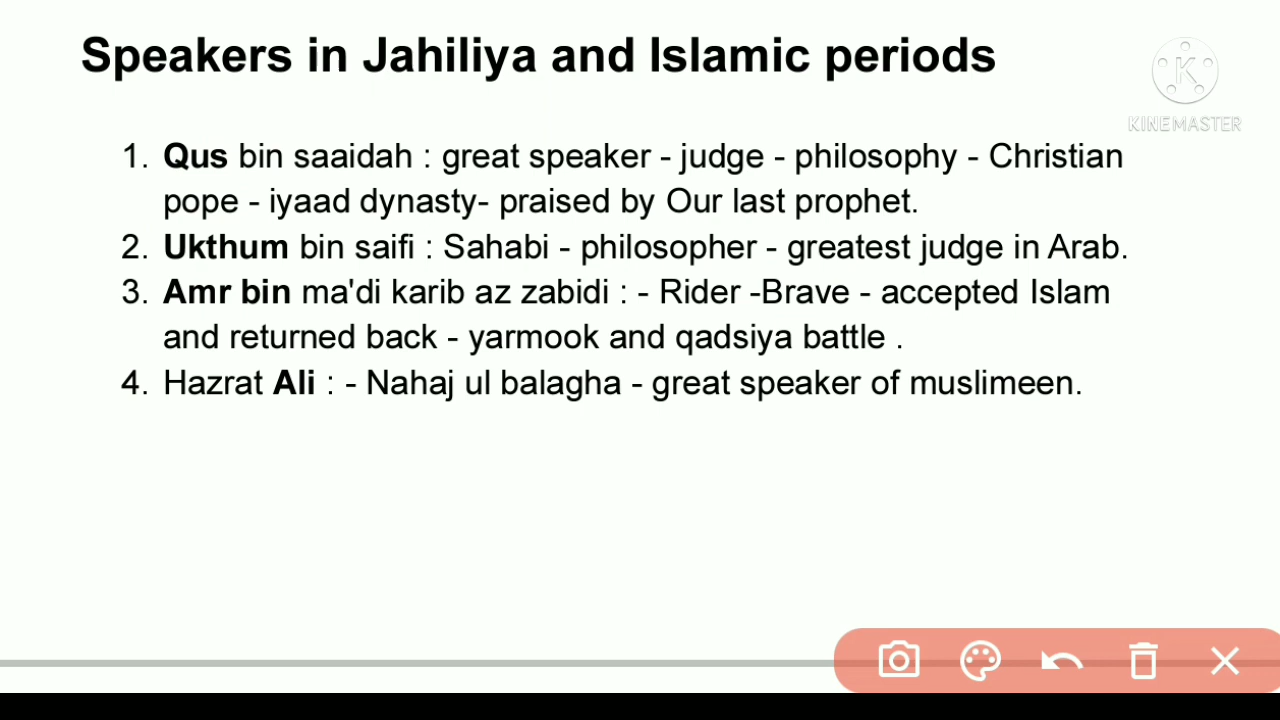 Speakers in Jahiliya and Islamic periods
K
KINEMASTER
1. Qus bin saaidah : great speaker - judge - philosophy - Christian
pope - iyaad dynasty- praised by Our last prophet.
2. Ukthum bin saifi : Sahabi - philosopher - greatest judge in Arab.
3. Amr bin ma'di karib az zabidi : - Rider -Brave - accepted Islam
and returned back - yarmook and qadsiya battle .
4. Hazrat Ali : - Nahaj ul balagha - great speaker of muslimeen.